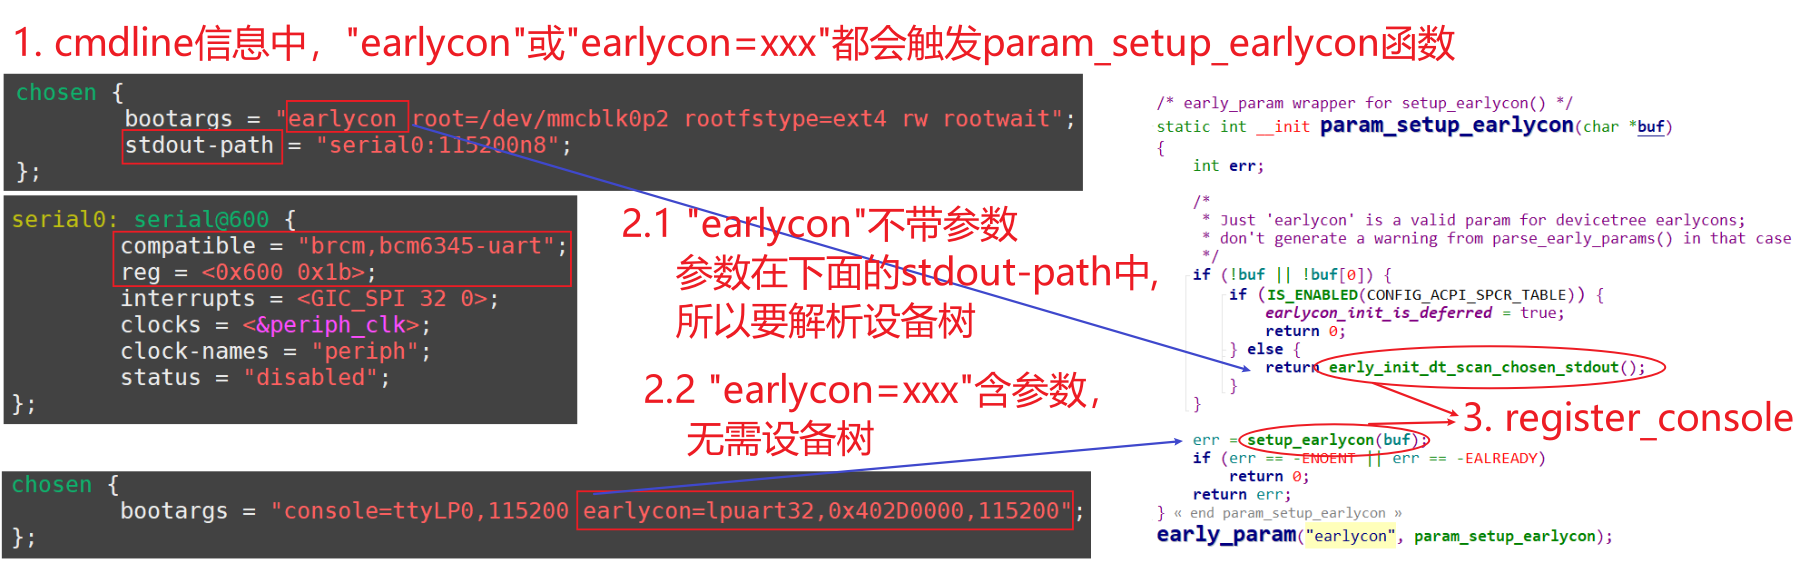 1. cmdline信息中，"earlycon"或"earlycon=xxx"都会触发param_setup_earlycon函数
chosen {
bootargs = "earlycon root=/dev/mmcblk0p2 rootfstype=ext4 rw rootwait";
stdout-path = "serial0:115200n8";
};
serial0: serial@600 {
compatible = "brcm,bcm6345-uart";
reg = <0x600 0x1b>;
interrupts = <GIC_SPI 32 0>;
clocks = <&periph_clk>;
clock-names = "periph";
status = "disabled";
};
2.1 "earlycon"不带参数
参数在下面的stdout-path中，
所以要解析设备树
2.2 "earlycon=xxx"含参数，
无需设备树
chosen {
bootargs = "console=ttyLP0,115200 earlycon=lpuart32,0x402D0000,115200";
};
/* early_param wrapper for setup_earlycon() */
static int __init param_setup_earlycon(char *buf)
{
int err;
/*
* Just 'earlycon' is a valid param for devicetree earlycons;
* don't generate a warning from parse_early_params() in that case
*/
if (!buf || !buf[0]) {
if (IS_ENABLED(CONFIG_ACPI_SPCR_TABLE)) {
earlycon_init_is_deferred = true;
return 0;
} else {
return early_init_dt_scan_chosen_stdout();
}
}
3. register_console
err = setup_earlycon(buf);
if (err == -ENOENT || err == -EALREADY)
return 0;
return err;
} « end param_setup_earlycon »
early_param("earlycon", param_setup_earlycon);